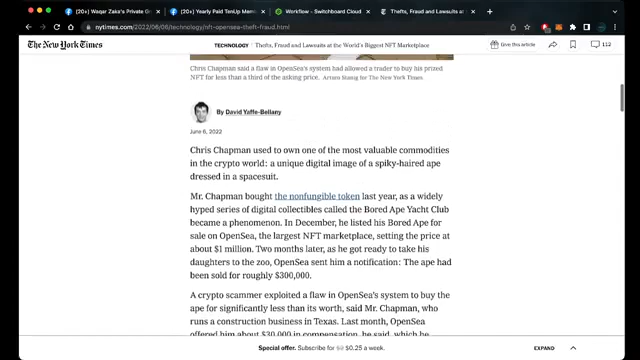 (20+) Waqar Zaka's Private Gr
(20+) Yearly Paid TenUp Memb
Workflow - Switchboard Cloud
Thefts, Fraud and Lawsuits at
nytimes.com/2022/06/06/technology/nft-opensea-theft-fraud.html
The New York Times
TECHNOLOGY | Thefts, Fraud and Lawsuits at the World's Biggest NFT Marketplace
Give this article
112
Chris Chapman said a flaw in OpenSea's system had allowed a trader to buy his prized
NFT for less than a third of the asking price.
By David Yaffe-Bellany
June 6, 2022
Chris Chapman used to own one of the most valuable commodities
in the crypto world: a unique digital image of a spiky-haired ape
dressed in a spacesuit.
Mr. Chapman bought the nonfungible token last year, as a widely
hyped series of digital collectibles called the Bored Ape Yacht Club
became a phenomenon. In December, he listed his Bored Ape for
sale on OpenSea, the largest NFT marketplace, setting the price at
about $1 million. Two months later, as he got ready to take his
daughters to the zoo, OpenSea sent him a notification: The ape had
been sold for roughly $300,000.
A crypto scammer exploited a flaw in OpenSea's system to buy the
ape for significantly less than its worth, said Mr. Chapman, who
runs a construction business in Texas. Last month, OpenSea
offered him about $30,000 in compensation, he said, which he
Special offer. Subscribe for $3 $0.25 a week.
EXPAND